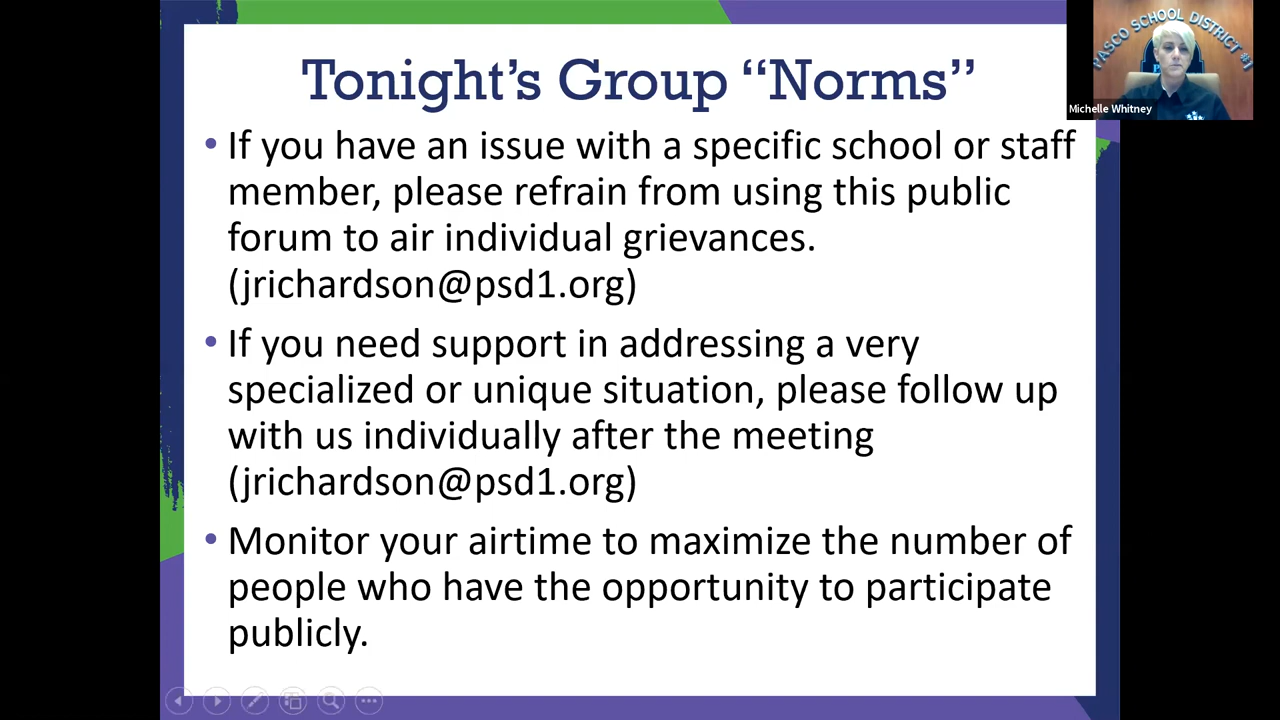 Tonight's Group “Norms”
• If you have an issue with a specific school or staff
member, please refrain from using this public
forum to air individual grievances.
(jrichardson@psd1.org)
• If you need support in addressing a very
specialized or unique situation, please follow up
with us individually after the meeting
(jrichardson@psd1.org)
• Monitor your airtime to maximize the number of
people who have the opportunity to participate
publicly.
PASCO SCHOOL DISTRICT #1
Michelle Whitney